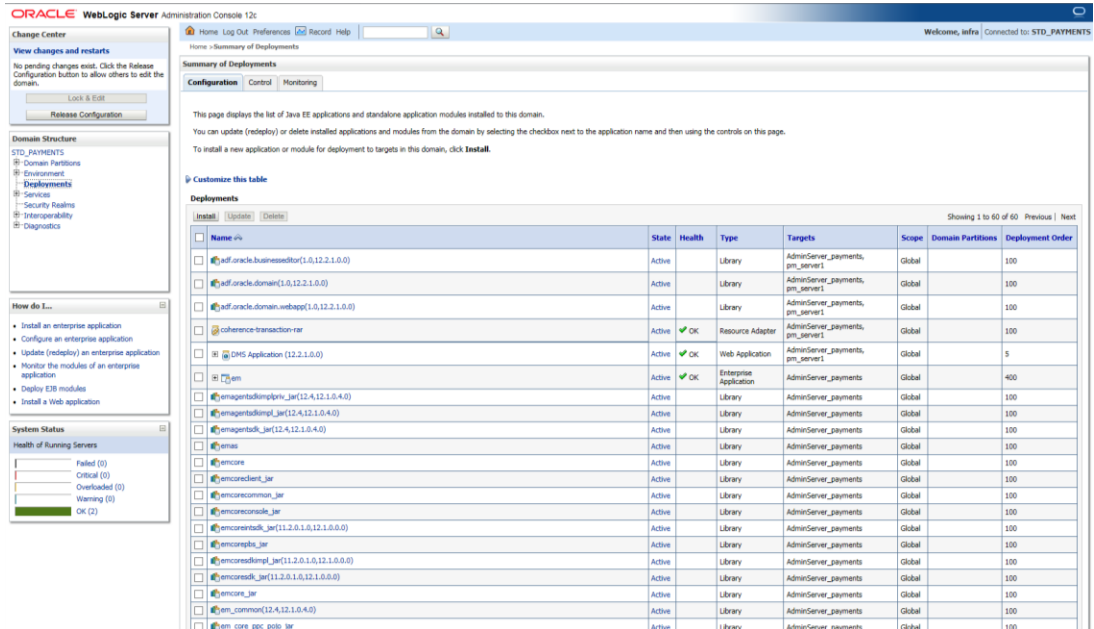 ORACLE WebLogic Server Administration Console 12c
Change Center
View changes and restarts
No pending changes exist. Click the Release
Configuration button to allow others to edit the
domain.
Lock & Edit
Release Configuration
Domain Structure
STD_PAYMENTS
Domain Partitions
Environment
Deployments
Services
Security Realms
Interoperability
Diagnostics
How do I...
Install an enterprise application
Configure an enterprise application
Update (redeploy) an enterprise application
Monitor the modules of an enterprise
application
Deploy EJB modules
Install a Web application
System Status
Health of Running Servers
Failed (0)
Critical (0)
Overloaded (0)
Warning (0)
OK (2)
Home Log Out Preferences Record Help
Welcome, infra Connected to: STD_PAYMENTS
Home >Summary of Deployments
Summary of Deployments
Configuration Control Monitoring
This page displays the list of Java EE applications and standalone application modules installed to this domain.
You can update (redeploy) or delete installed applications and modules from the domain by selecting the checkbox next to the application name and then using the controls on this page.
To install a new application or module for deployment to targets in this domain, click Install.
Customize this table
Deployments
Install Update Delete Showing 1 to 60 of 60 Previous | Next
Name State Health Type Targets Scope Domain Partitions Deployment Order
adf.oracle.businesseditor(1.0,12.2.1.0.0) Active Library AdminServer_payments, pm_server1 Global 100
adf.oracle.domain(1.0,12.2.1.0.0) Active Library AdminServer_payments, pm_server1 Global 100
adf.oracle.domain.webapp(1.0,12.2.1.0.0) Active Library AdminServer_payments, pm_server1 Global 100
coherence-transaction-rar Active OK Resource Adapter AdminServer_payments, pm_server1 Global 100
DMS Application (12.2.1.0.0) Active OK Web Application AdminServer_payments, pm_server1 Global 5
em Active OK Enterprise Application AdminServer_payments Global 400
emagentsdkimplpriv_jar(12.4,12.1.0.4.0) Active Library AdminServer_payments Global 100
emagentsdkimpl_jar(12.4,12.1.0.4.0) Active Library AdminServer_payments Global 100
emagentsdk_jar(12.4,12.1.0.4.0) Active Library AdminServer_payments Global 100
emas Active Library AdminServer_payments Global 100
emcore Active Library AdminServer_payments Global 100
emcoreclient_jar Active Library AdminServer_payments Global 100
emcorecommon_jar Active Library AdminServer_payments Global 100
emcoreconsole_jar Active Library AdminServer_payments Global 100
emcoreintsdk_jar(11.2.0.1.0,12.1.0.0.0) Active Library AdminServer_payments Global 100
emcorepbs_jar Active Library AdminServer_payments Global 100
emcoresdkimpl_jar(11.2.0.1.0,12.1.0.0.0) Active Library AdminServer_payments Global 100
emcoresdk_jar(11.2.0.1.0,12.1.0.0.0) Active Library AdminServer_payments Global 100
emcore_jar Active Library AdminServer_payments Global 100
em_common(12.4,12.1.0.4.0) Active Library AdminServer_payments Global 100
em_core_ppc_pojo_jar Active Library AdminServer_payments Global 100